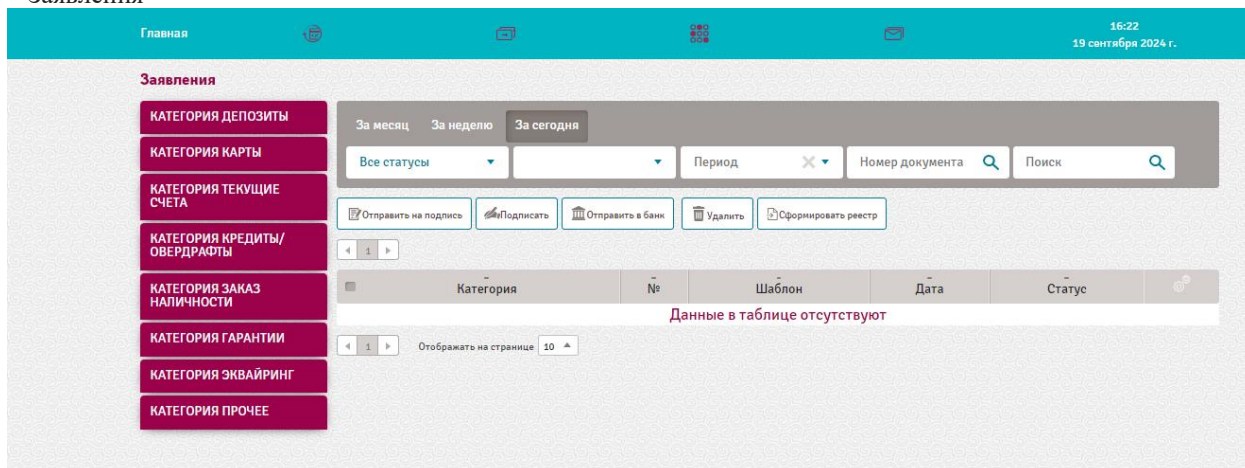 Заявления
Главная
16:22
19 сентября 2024 г.
Заявления
КАТЕГОРИЯ ДЕПОЗИТЫ
КАТЕГОРИЯ КАРТЫ
КАТЕГОРИЯ ТЕКУЩИЕ
СЧЕТА
КАТЕГОРИЯ КРЕДИТЫ/
ОВЕРДРАФТЫ
КАТЕГОРИЯ ЗАКАЗ
НАЛИЧНОСТИ
КАТЕГОРИЯ ГАРАНТИИ
КАТЕГОРИЯ ЭКВАЙРИНГ
КАТЕГОРИЯ ПРОЧЕЕ
За месяц За неделю За сегодня
Все статусы Период Номер документа Поиск
Отправить на подпись Подписать Отправить в банк Удалить Сформировать реестр
1
Категория № Шаблон Дата Статус
Данные в таблице отсутствуют
1 Отображать на странице 10